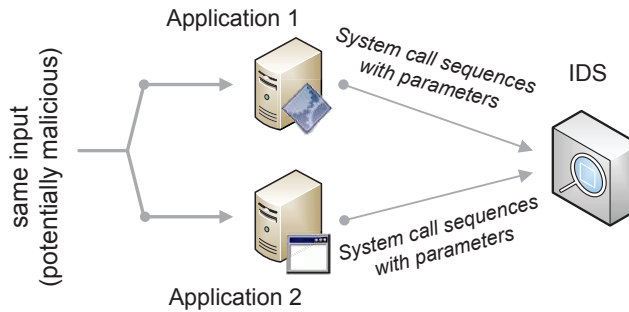 Application 1
System call sequences
with parameters
IDS
same input
(potentially malicious)
System call sequences
with parameters
Application 2